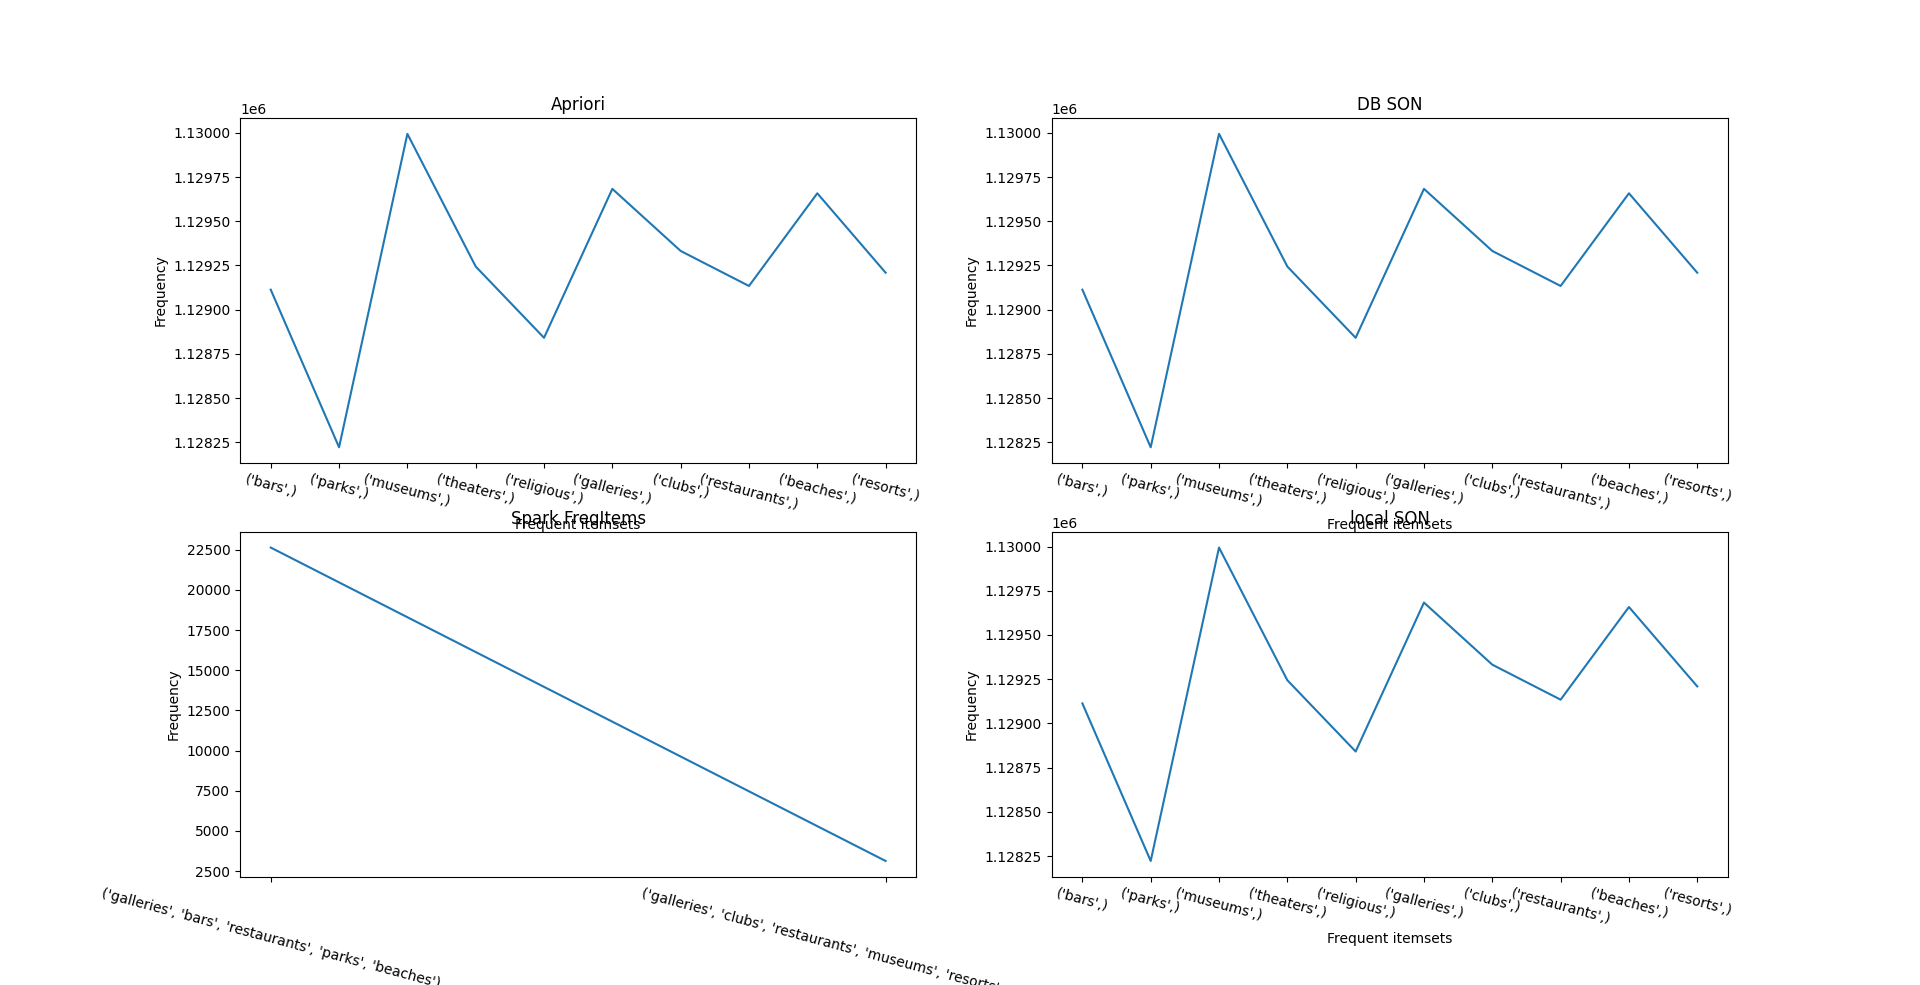 Apriori
1e6
1.13000
1.12975
1.12950
1.12925
1.12900
1.12875
1.12850
1.12825
Frequency
('bars',)
('parks',)
('museums',)
('theaters',)
('religious',)
('galleries',)
('clubs',)
('restaurants',)
('beaches',)
('resorts',)
Frequent itemsets
DB SON
1e6
1.13000
1.12975
1.12950
1.12925
1.12900
1.12875
1.12850
1.12825
Frequency
('bars',)
('parks',)
('museums',)
('theaters',)
('religious',)
('galleries',)
('clubs',)
('restaurants',)
('beaches',)
('resorts',)
Frequent itemsets
Spark FreqItems
22500
20000
17500
15000
12500
10000
7500
5000
2500
Frequency
('galleries', 'bars', 'restaurants', 'parks', 'beaches')
('galleries', 'clubs', 'restaurants', 'museums', 'resorts'
local SON
1e6
1.13000
1.12975
1.12950
1.12925
1.12900
1.12875
1.12850
1.12825
Frequency
('bars',)
('parks',)
('museums',)
('theaters',)
('religious',)
('galleries',)
('clubs',)
('restaurants',)
('beaches',)
('resorts',)
Frequent itemsets